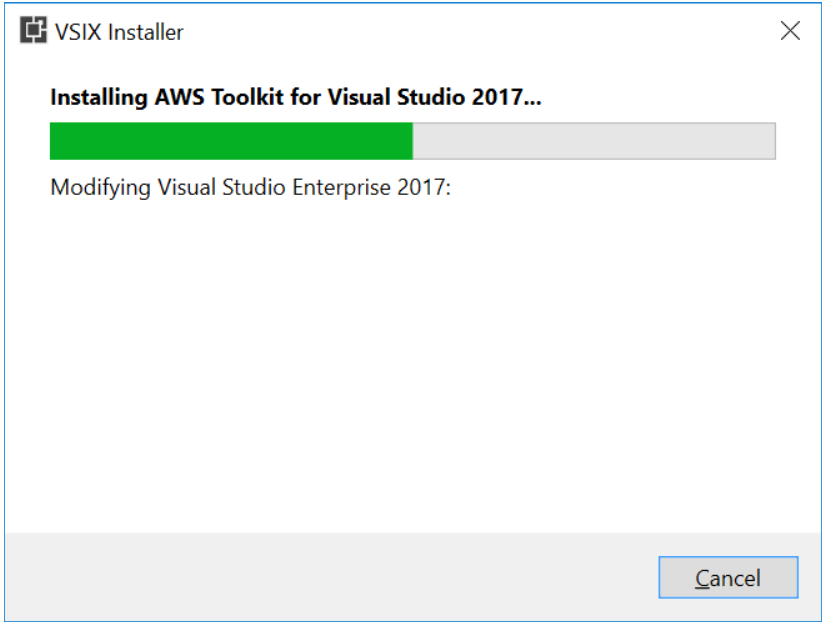 VSIX Installer
Installing AWS Toolkit for Visual Studio 2017...
Modifying Visual Studio Enterprise 2017:
Cancel